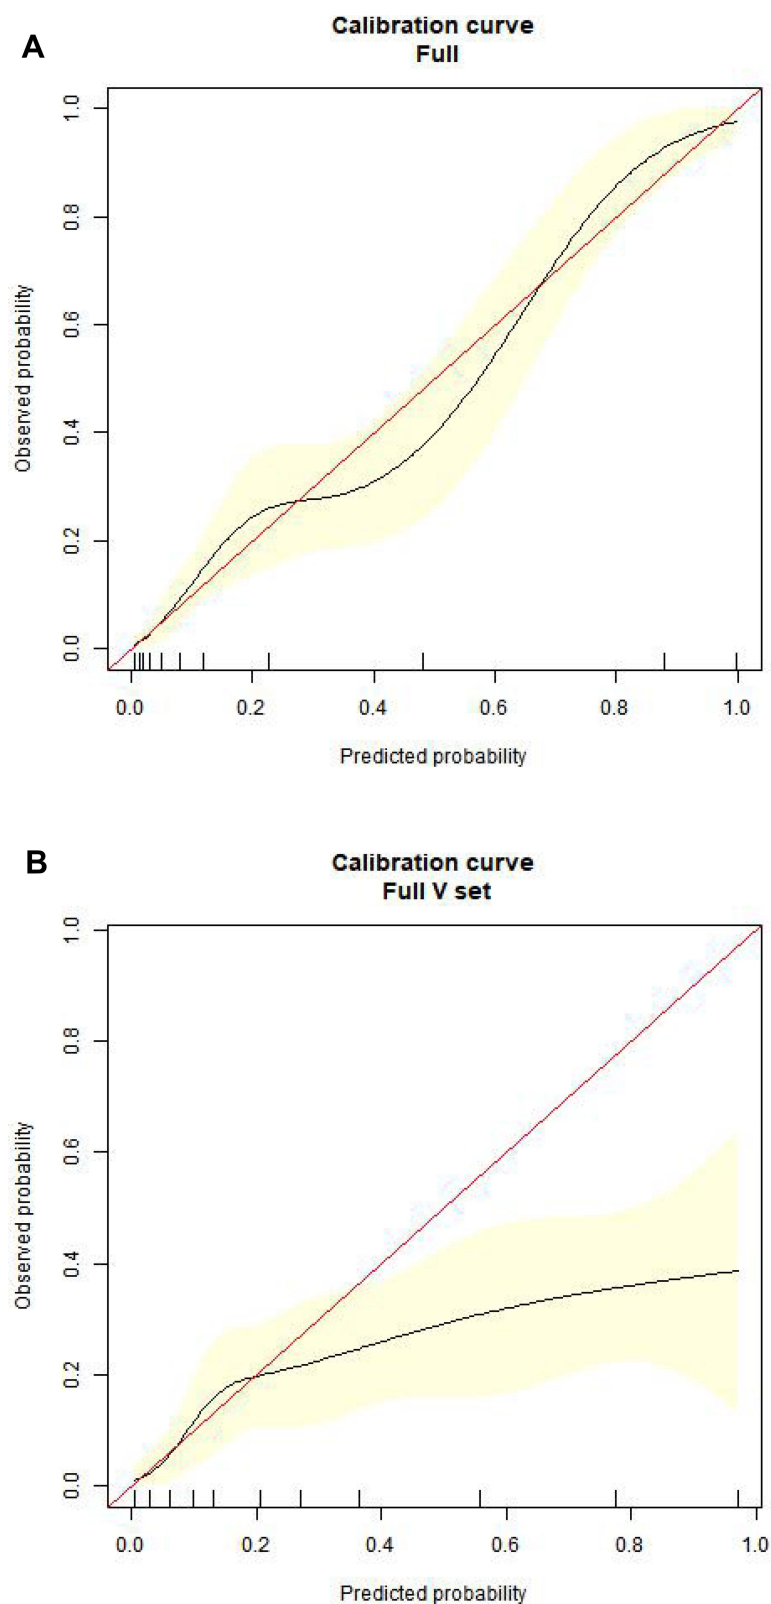 A
Calibration curve
Full
1.0
0.8
0.6
0.4
0.2
0.0
Observed probability
0.0 0.2 0.4 0.6 0.8 1.0
Predicted probability
B
Calibration curve
Full V set
1.0
0.8
0.6
0.4
0.2
0.0
Observed probability
0.0 0.2 0.4 0.6 0.8 1.0
Predicted probability